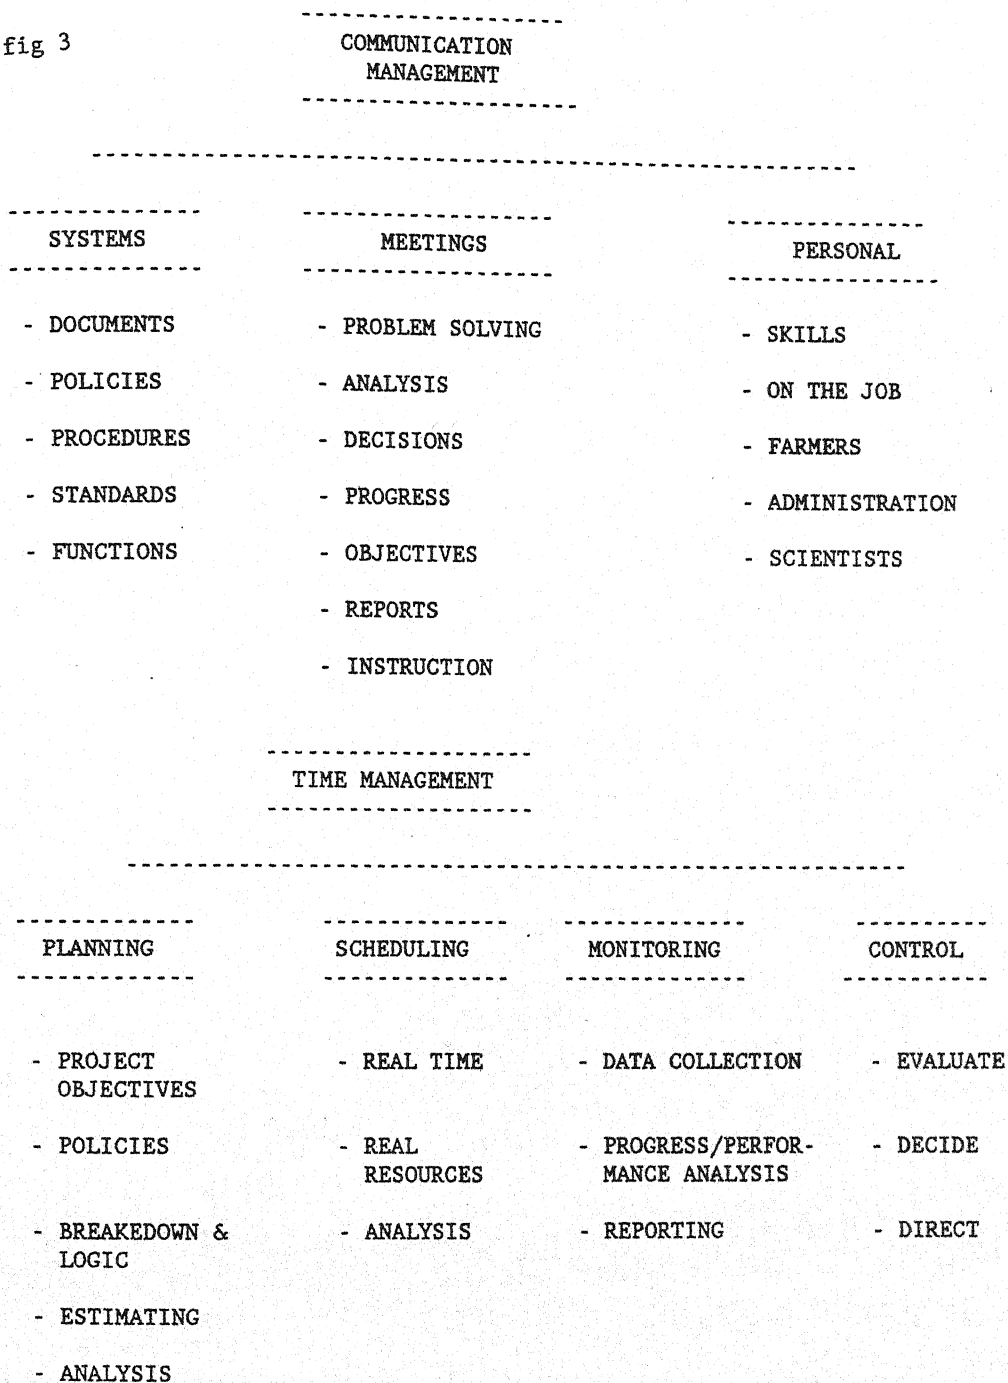 fig 3
COMMUNICATION
MANAGEMENT
SYSTEMS
- DOCUMENTS
- POLICIES
- PROCEDURES
- STANDARDS
- FUNCTIONS
MEETINGS
- PROBLEM SOLVING
- ANALYSIS
- DECISIONS
- PROGRESS
- OBJECTIVES
- REPORTS
- INSTRUCTION
PERSONAL
- SKILLS
- ON THE JOB
- FARMERS
- ADMINISTRATION
- SCIENTISTS
TIME MANAGEMENT
PLANNING
- PROJECT
OBJECTIVES
- POLICIES
- BREAKEDOWN &
LOGIC
- ESTIMATING
- ANALYSIS
SCHEDULING
- REAL TIME
- REAL
RESOURCES
- ANALYSIS
MONITORING
- DATA COLLECTION
- PROGRESS/PERFOR-
MANCE ANALYSIS
- REPORTING
CONTROL
- EVALUATE
- DECIDE
- DIRECT